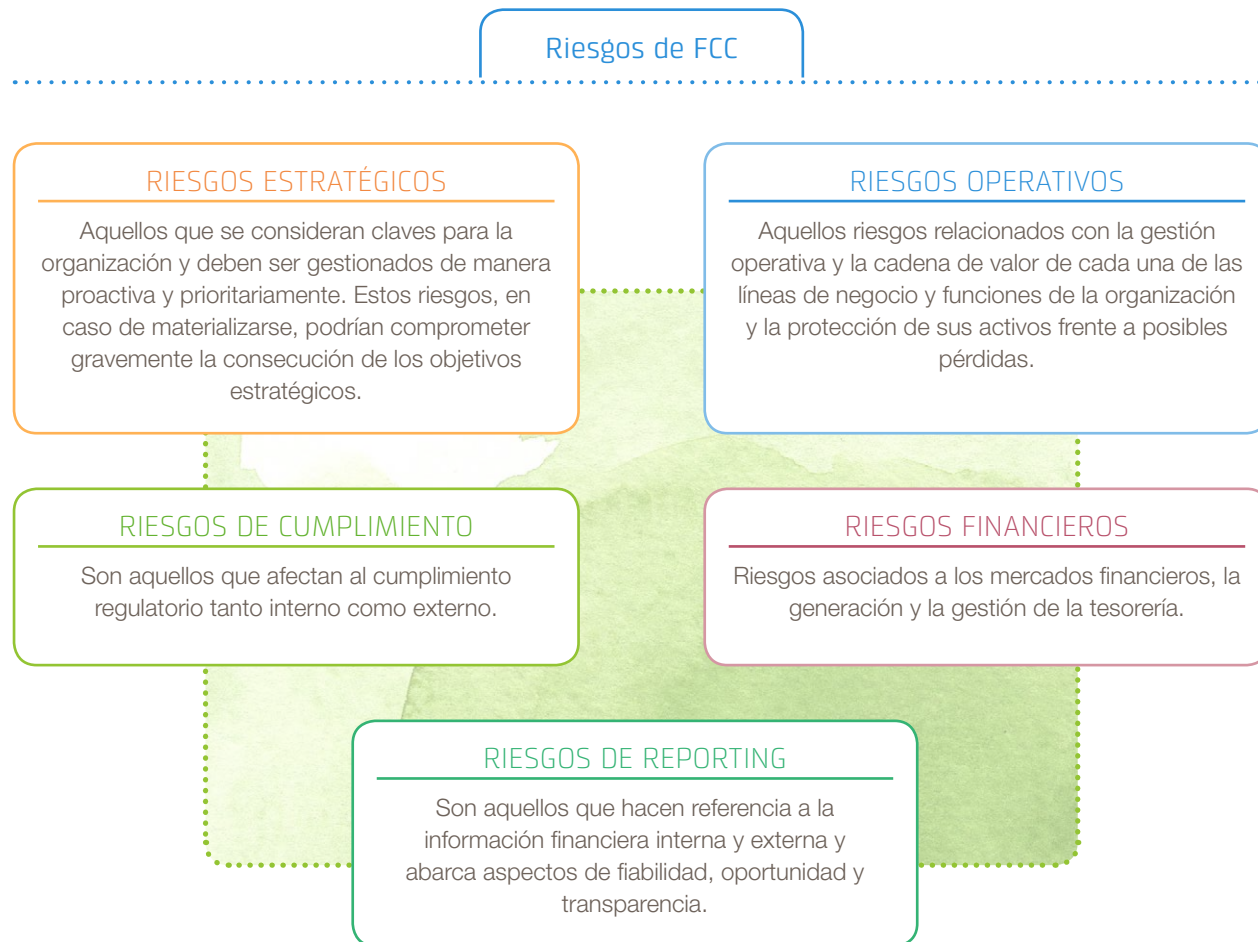 Riesgos de FCC
RIESGOS ESTRATÉGICOS
Aquellos que se consideran claves para la
organización y deben ser gestionados de manera
proactiva y prioritariamente. Estos riesgos, en
caso de materializarse, podrían comprometer
gravemente la consecución de los objetivos
estratégicos.
RIESGOS OPERATIVOS
Aquellos riesgos relacionados con la gestión
operativa y la cadena de valor de cada una de las
líneas de negocio y funciones de la organización
y la protección de sus activos frente a posibles
pérdidas.
RIESGOS DE CUMPLIMIENTO
Son aquellos que afectan al cumplimiento
regulatorio tanto interno como externo.
RIESGOS FINANCIEROS
Riesgos asociados a los mercados financieros, la
generación y la gestión de la tesorería.
RIESGOS DE REPORTING
Son aquellos que hacen referencia a la
información financiera interna y externa y
abarca aspectos de fiabilidad, oportunidad y
transparencia.